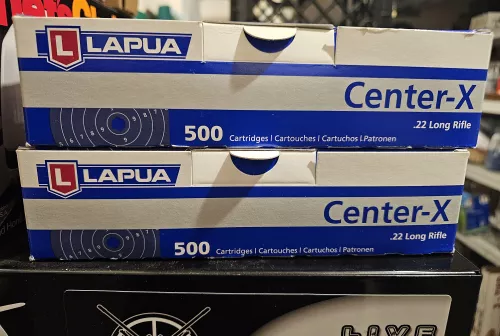 L LAPUA
Center-X
.22 Long Rifle
500 Cartridges | Cartouches | Cartuchos | Patronen
L LAPUA
Center-X
.22 Long Rifle
500 Cartridges | Cartouches | Cartuchos | Patronen